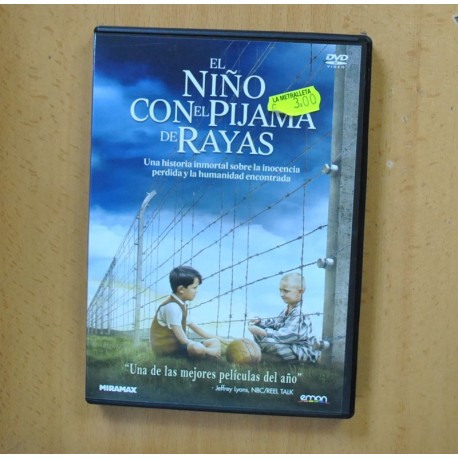 EL
NIÑO
CON EL PIJAMA
DE RAYAS
DVD
VIDEO
LA METRALLETA
3,00
Una historia inmortal sobre la inocencia
perdida y la humanidad encontrada
"Una de las mejores películas del año"
- Jeffrey Lyons, NBC/REEL TALK
MIRAMAX
emon